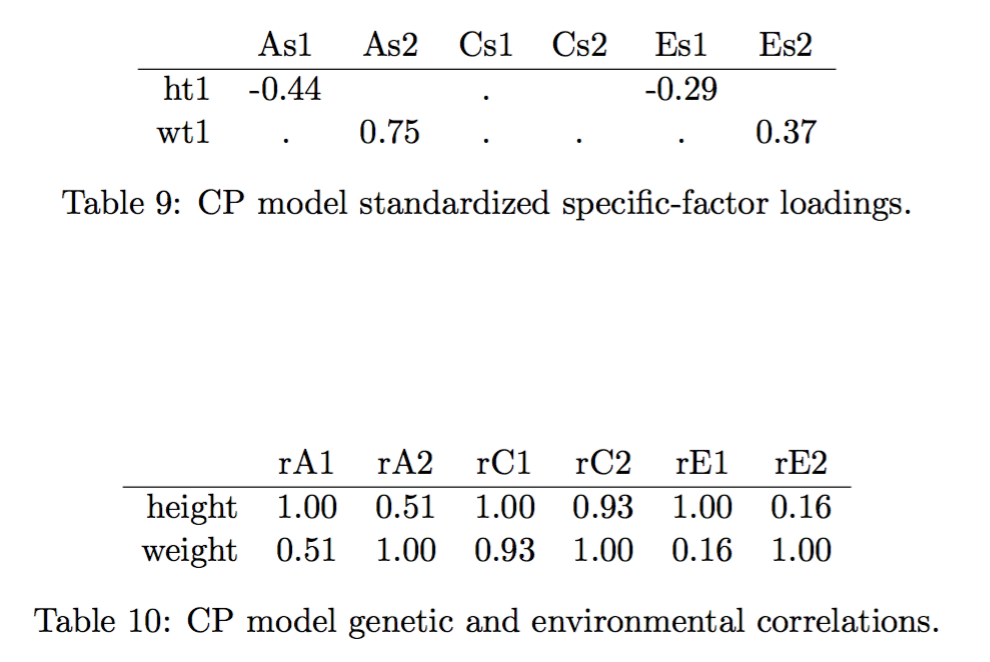 As1 As2 Cs1 Cs2 Es1 Es2
ht1 -0.44 . -0.29
wt1 . 0.75 . . . 0.37
Table 9: CP model standardized specific-factor loadings.
rA1 rA2 rC1 rC2 rE1 rE2
height 1.00 0.51 1.00 0.93 1.00 0.16
weight 0.51 1.00 0.93 1.00 0.16 1.00
Table 10: CP model genetic and environmental correlations.